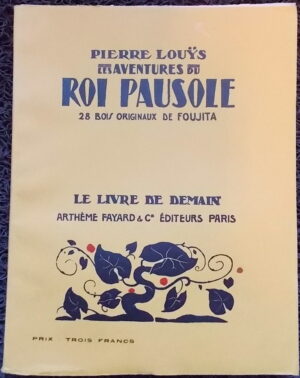 PIERRE LOUŸS
LES AVENTURES DU
ROI PAUSOLE
28 BOIS ORIGINAUX DE FOUJITA
LE LIVRE DE DEMAIN
ARTHÈME FAYARD & Cie ÉDITEURS PARIS
PRIX : TROIS FRANCS